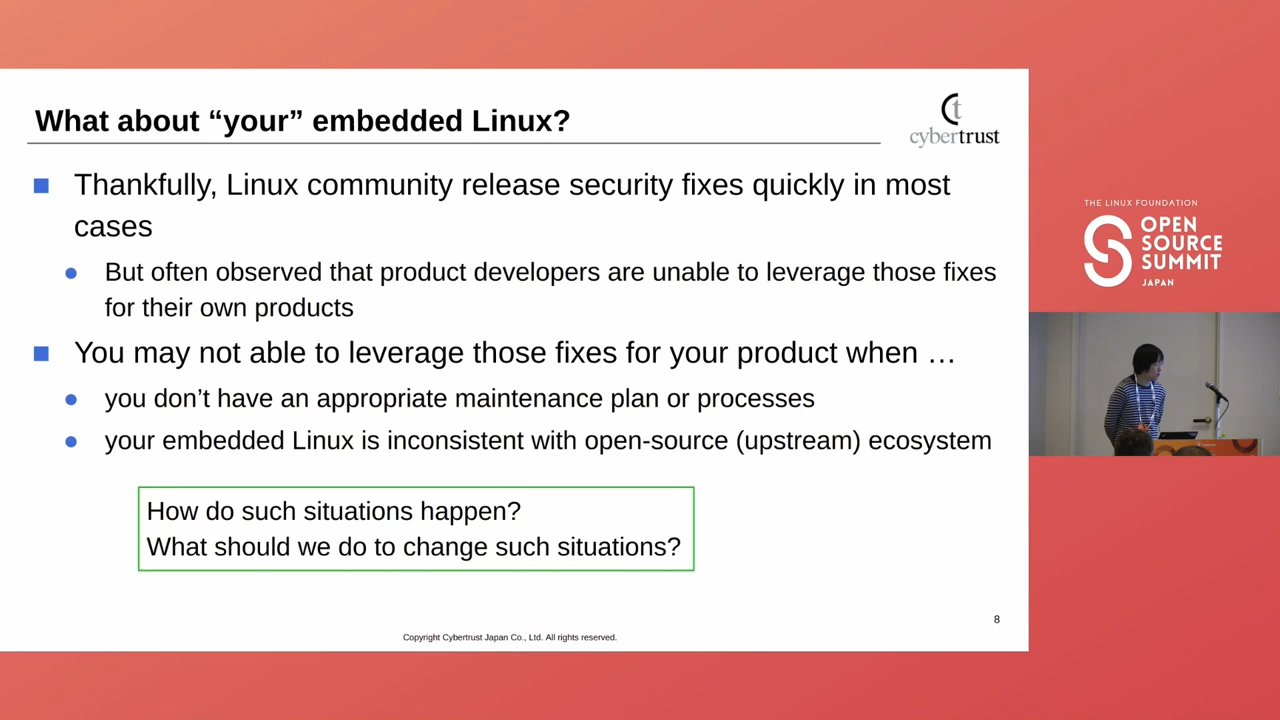 What about “your” embedded Linux?
cybertrust
Thankfully, Linux community release security fixes quickly in most
cases
But often observed that product developers are unable to leverage those fixes
for their own products
You may not able to leverage those fixes for your product when …
you don’t have an appropriate maintenance plan or processes
your embedded Linux is inconsistent with open-source (upstream) ecosystem
How do such situations happen?
What should we do to change such situations?
8
Copyright Cybertrust Japan Co., Ltd. All rights reserved.
THE LINUX FOUNDATION
OPEN
SOURCE
SUMMIT
JAPAN